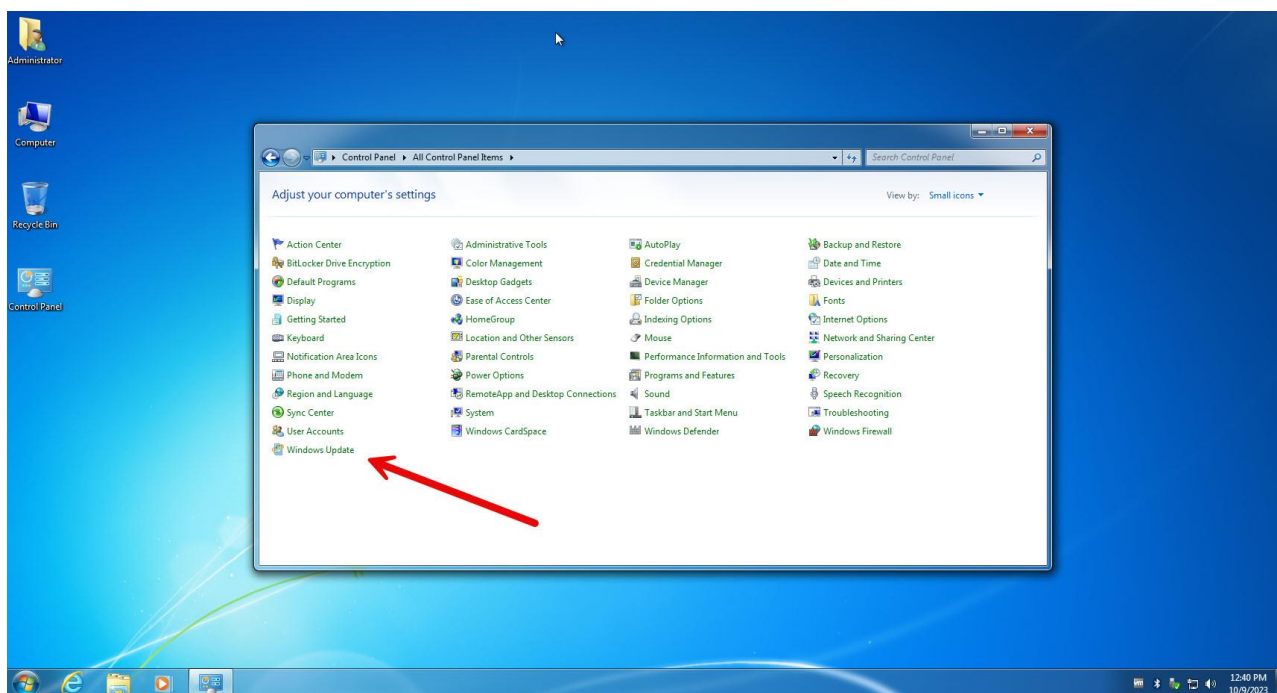 Administrator
Computer
Recycle Bin
Control Panel
Control Panel All Control Panel Items
Search Control Panel
Adjust your computer's settings
View by: Small icons
Action Center
Administrative Tools
AutoPlay
Backup and Restore
BitLocker Drive Encryption
Color Management
Credential Manager
Date and Time
Default Programs
Desktop Gadgets
Device Manager
Devices and Printers
Display
Ease of Access Center
Folder Options
Fonts
Getting Started
HomeGroup
Indexing Options
Internet Options
Keyboard
Location and Other Sensors
Mouse
Network and Sharing Center
Notification Area Icons
Parental Controls
Performance Information and Tools
Personalization
Phone and Modem
Power Options
Programs and Features
Recovery
Region and Language
RemoteApp and Desktop Connections
Sound
Speech Recognition
Sync Center
System
Taskbar and Start Menu
Troubleshooting
User Accounts
Windows CardSpace
Windows Defender
Windows Firewall
Windows Update
12:40 PM
10/9/2023